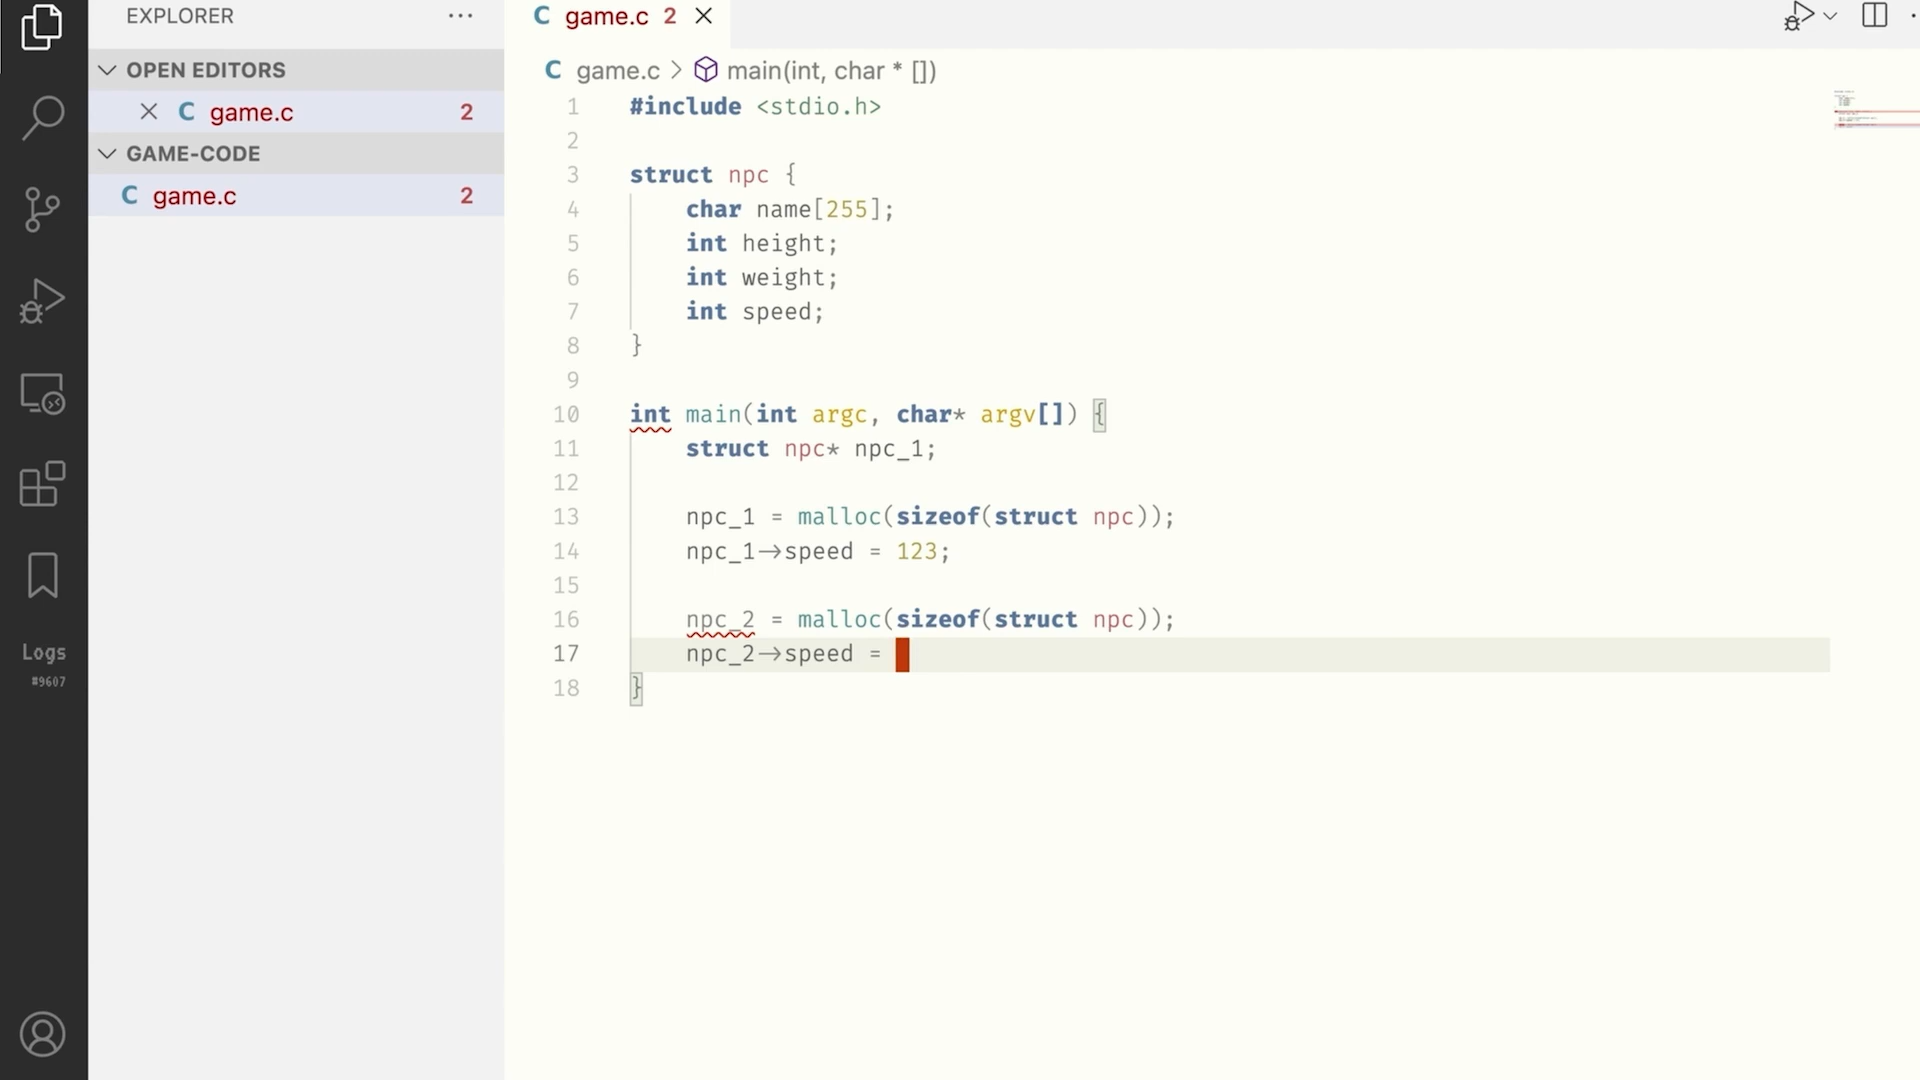 EXPLORER
OPEN EDITORS
game.c 2
GAME-CODE
game.c 2
Logs
#9607
game.c 2
game.c > main(int, char * [])
1 #include <stdio.h>
2
3 struct npc {
4 char name[255];
5 int height;
6 int weight;
7 int speed;
8 }
9
10 int main(int argc, char* argv[]) {
11 struct npc* npc_1;
12
13 npc_1 = malloc(sizeof(struct npc));
14 npc_1→speed = 123;
15
16 npc_2 = malloc(sizeof(struct npc));
17 npc_2→speed =
18 }